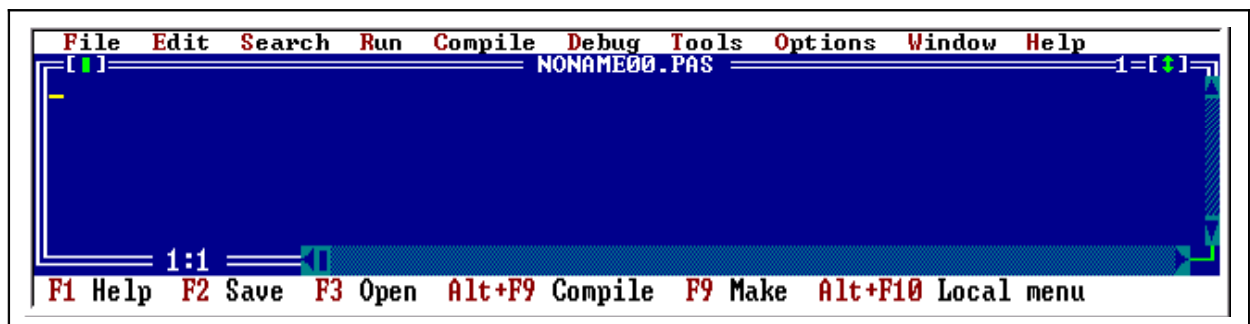 File Edit Search Run Compile Debug Tools Options Window Help
[▮] NONAME00.PAS 1=[↕]
1:1
F1 Help F2 Save F3 Open Alt+F9 Compile F9 Make Alt+F10 Local menu